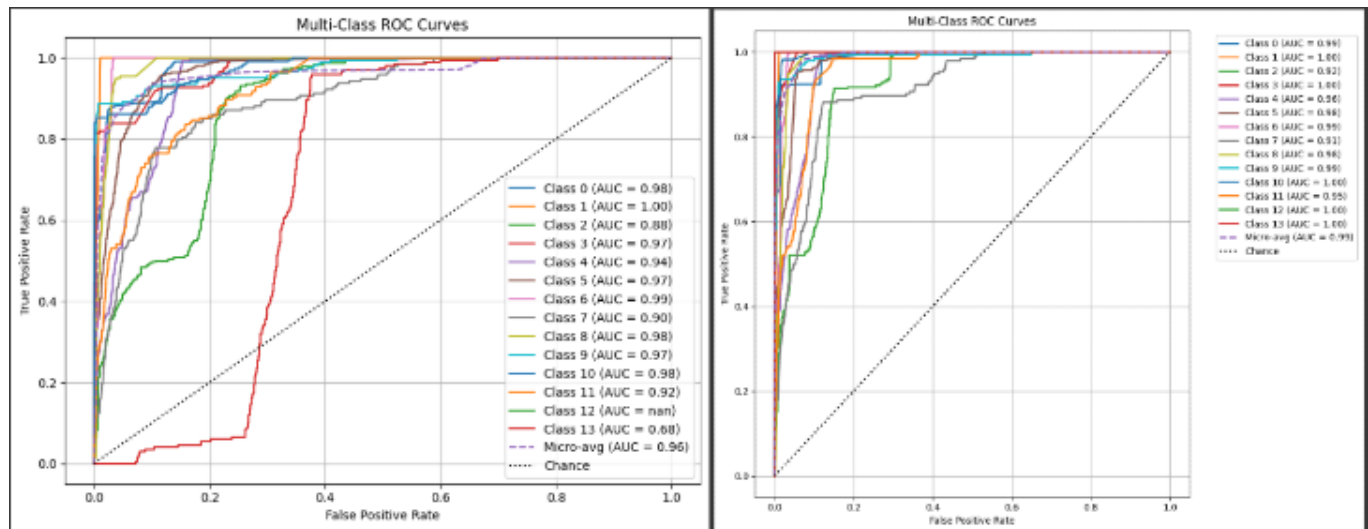 Multi-Class ROC Curves
True Positive Rate
1.0
0.8
0.6
0.4
0.2
0.0
Class 0 (AUC = 0.98)
Class 1 (AUC = 1.00)
Class 2 (AUC = 0.88)
Class 3 (AUC = 0.97)
Class 4 (AUC = 0.94)
Class 5 (AUC = 0.97)
Class 6 (AUC = 0.99)
Class 7 (AUC = 0.90)
Class 8 (AUC = 0.98)
Class 9 (AUC = 0.97)
Class 10 (AUC = 0.98)
Class 11 (AUC = 0.92)
Class 12 (AUC = nan)
Class 13 (AUC = 0.68)
Micro-avg (AUC = 0.96)
Chance
0.0 0.2 0.4 0.6 0.8 1.0
False Positive Rate
Multi-Class ROC Curves
True Positive Rate
1.0
0.8
0.6
0.4
0.2
0.0
0.0 0.2 0.4 0.6 0.8 1.0
False Positive Rate
Class 0 (AUC = 0.99)
Class 1 (AUC = 1.00)
Class 2 (AUC = 0.92)
Class 3 (AUC = 1.00)
Class 4 (AUC = 0.96)
Class 5 (AUC = 0.98)
Class 6 (AUC = 0.99)
Class 7 (AUC = 0.91)
Class 8 (AUC = 0.98)
Class 9 (AUC = 0.99)
Class 10 (AUC = 1.00)
Class 11 (AUC = 0.95)
Class 12 (AUC = 1.00)
Class 13 (AUC = 1.00)
Micro-avg (AUC = 0.99)
Chance